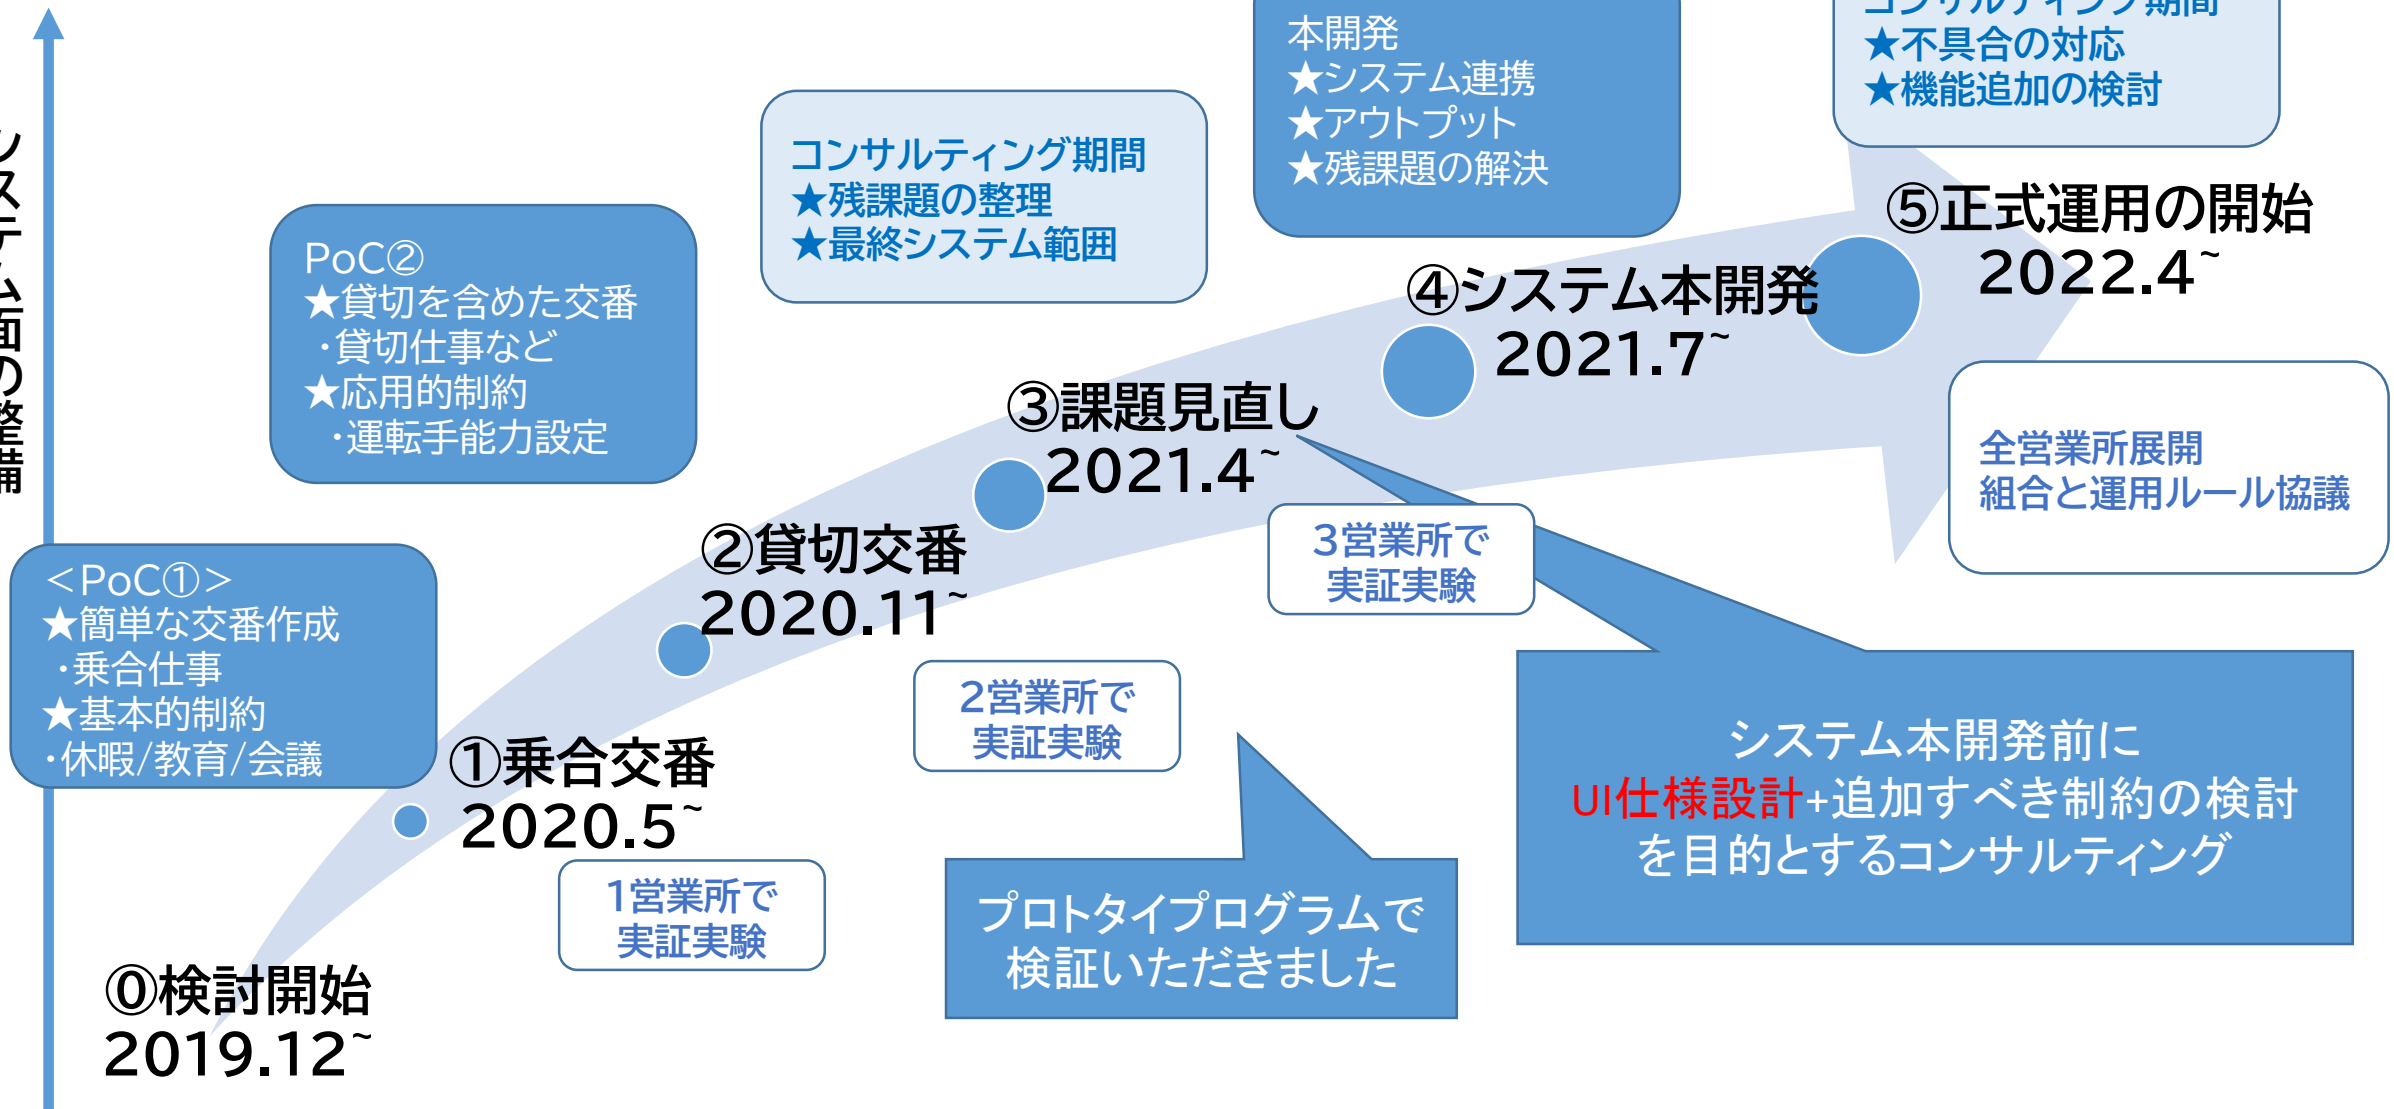 システム面の整備
コンサルティング期間
★不具合の対応
★機能追加の検討
本開発
★システム連携
★アウトプット
★残課題の解決
コンサルティング期間
★残課題の整理
★最終システム範囲
PoC②
★貸切を含めた交番
・貸切仕事など
★応用的制約
・運転手能力設定
<PoC①>
★簡単な交番作成
・乗合仕事
★基本的制約
・休暇/教育/会議
⑤正式運用の開始
2022.4~
④システム本開発
2021.7~
③課題見直し
2021.4~
②貸切交番
2020.11~
①乗合交番
2020.5~
⓪検討開始
2019.12~
全営業所展開
組合と運用ルール協議
3営業所で
実証実験
2営業所で
実証実験
1営業所で
実証実験
プロトタイプログラムで
検証いただきました
システム本開発前に
UI仕様設計+追加すべき制約の検討
を目的とするコンサルティング